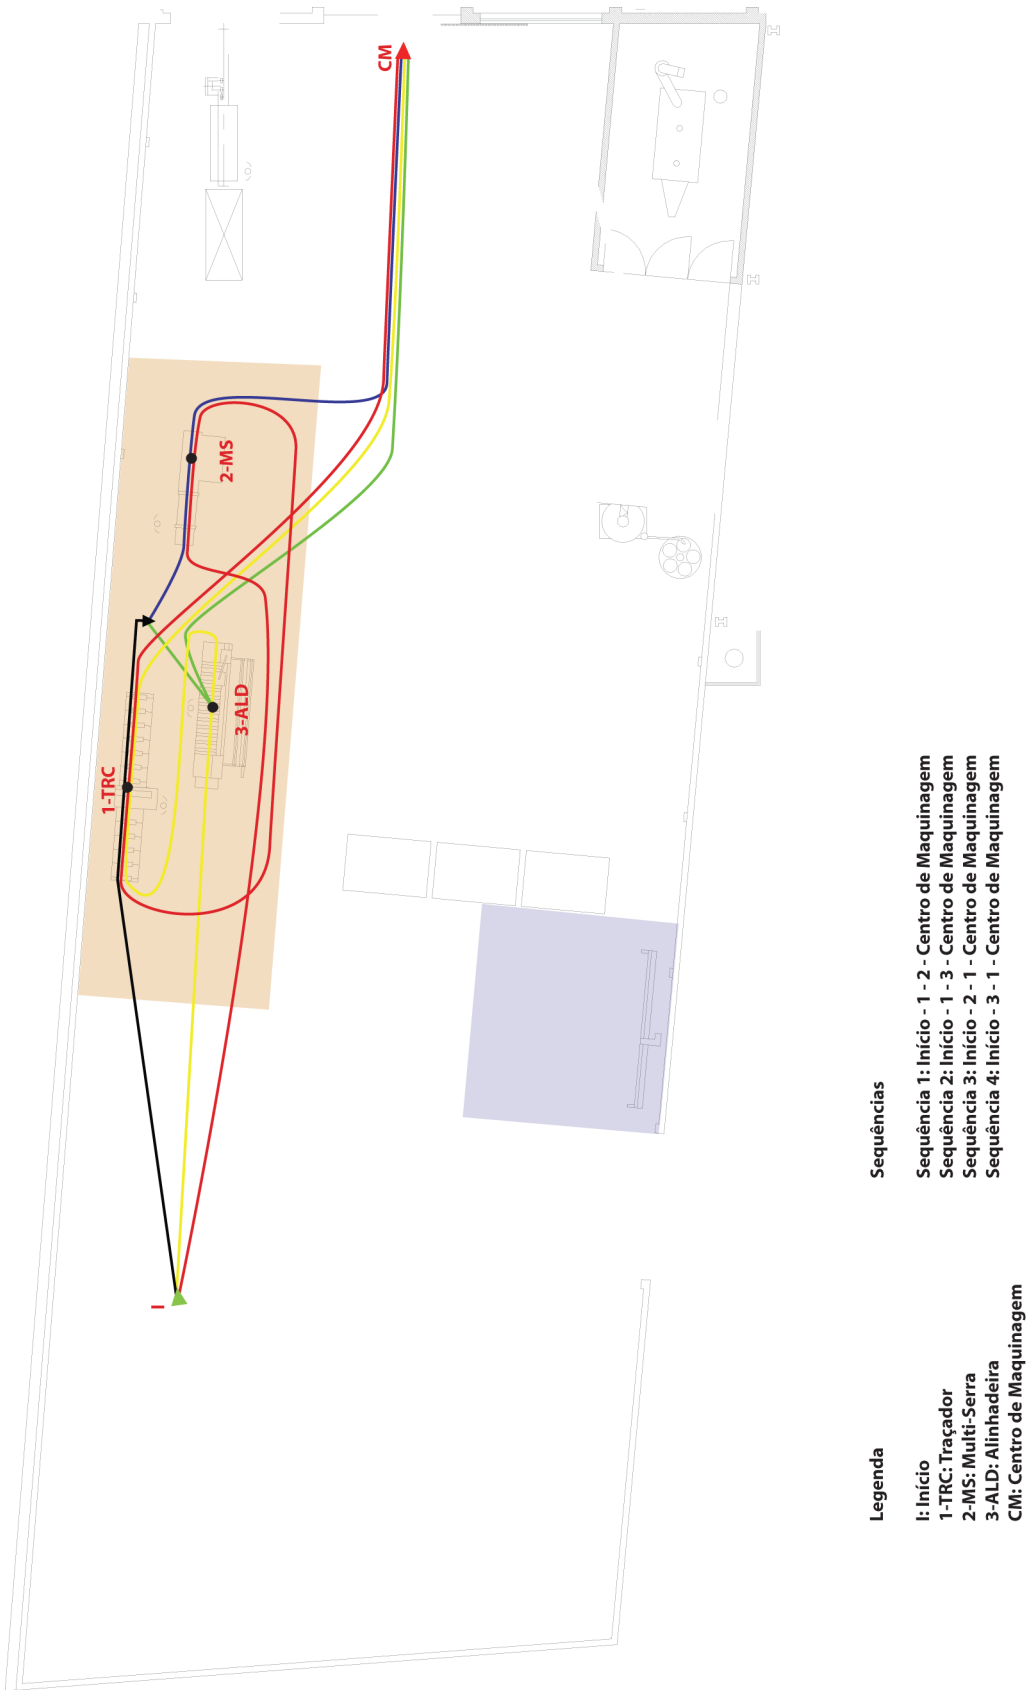 CM
2-MS
1-TRC
3-ALD
I
Legenda
I: Início
1-TRC: Traçador
2-MS: Multi-Serra
3-ALD: Alinhadeira
CM: Centro de Maquinagem
Sequências
Sequência 1: Início - 1 - 2 - Centro de Maquinagem
Sequência 2: Início - 1 - 3 - Centro de Maquinagem
Sequência 3: Início - 2 - 1 - Centro de Maquinagem
Sequência 4: Início - 3 - 1 - Centro de Maquinagem